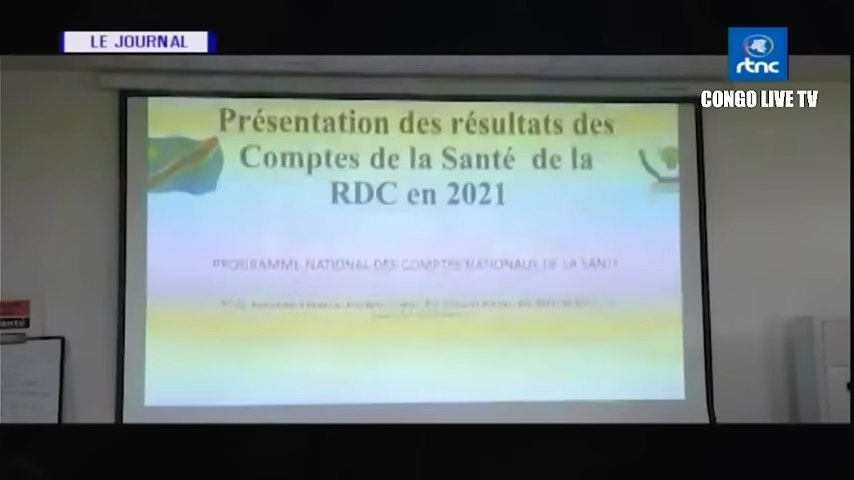 LE JOURNAL
rtnc
CONGO LIVE TV
Présentation des résultats des
Comptes de la Santé de la
RDC en 2021
PROGRAMME NATIONAL DES COMPTES NATIONAUX DE LA SANTE
anté